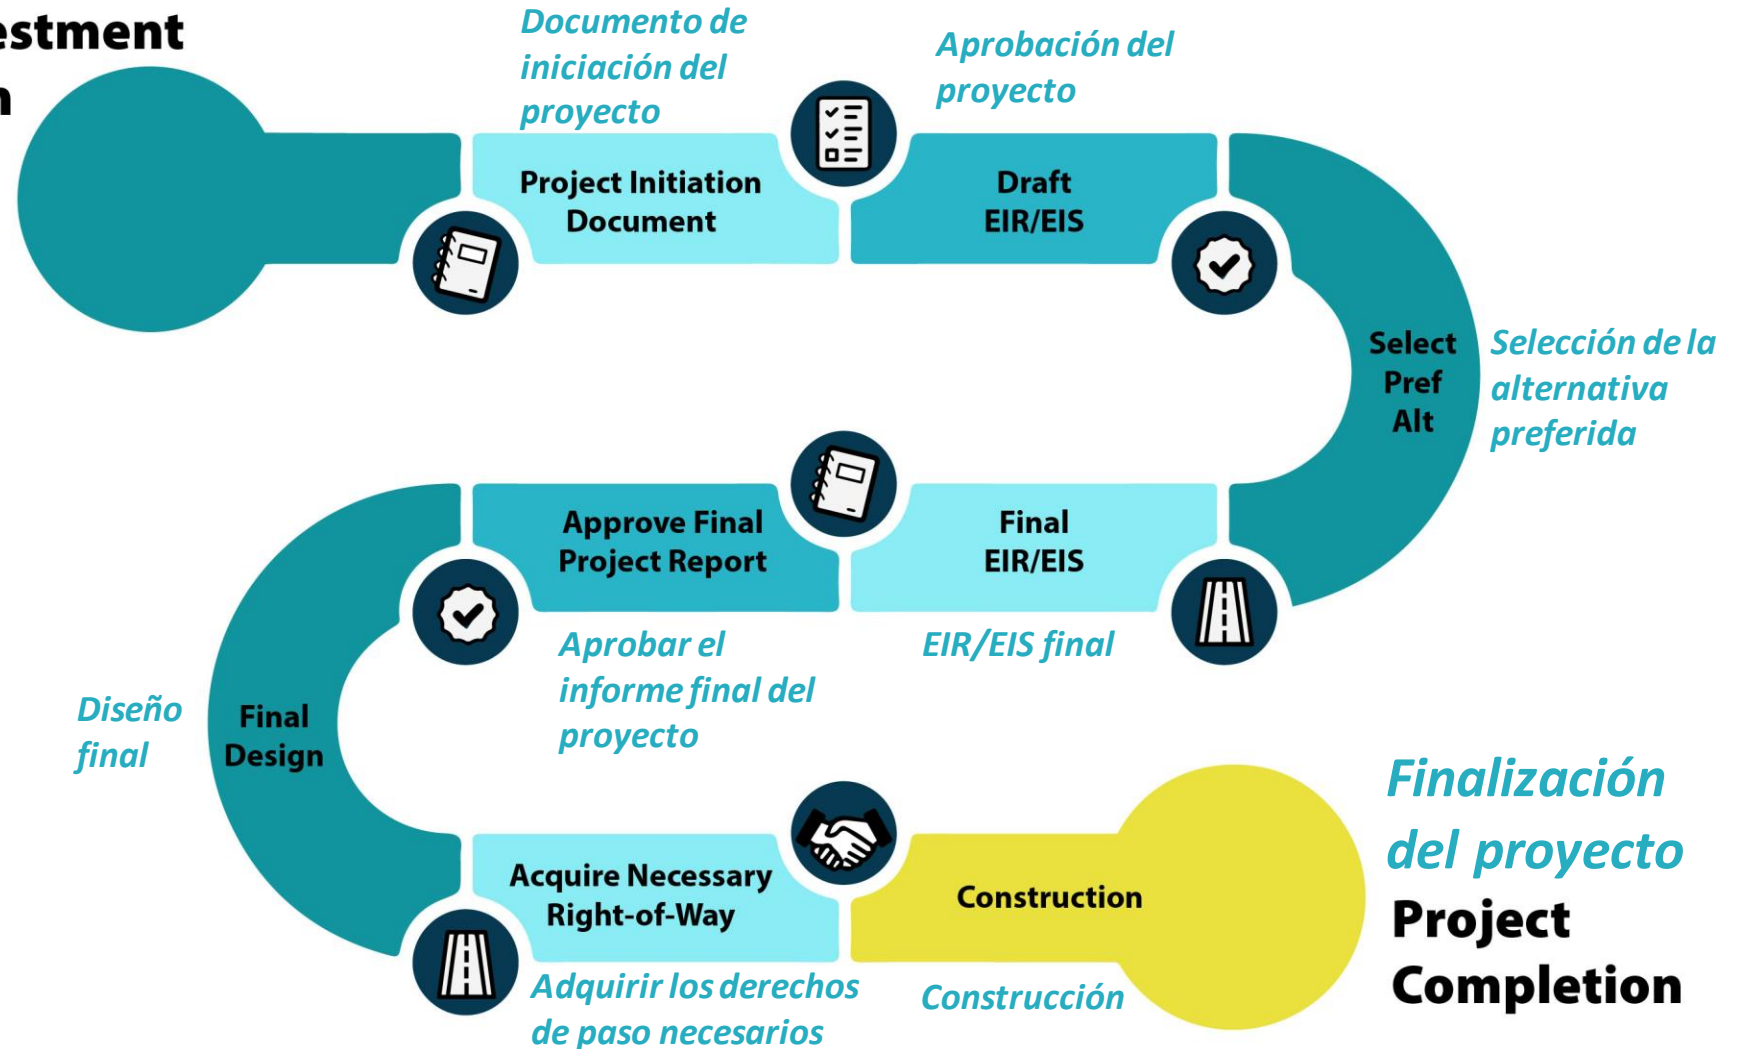 Documento de
iniciación del
proyecto
Aprobación del
proyecto
Project Initiation
Document
Draft
EIR/EIS
Select
Pref
Alt
Selección de la
alternativa
preferida
Approve Final
Project Report
Final
EIR/EIS
Aprobar el
informe final del
proyecto
EIR/EIS final
Diseño
final
Final
Design
Acquire Necessary
Right-of-Way
Construction
Adquirir los derechos
de paso necesarios
Construcción
Finalización
del proyecto
Project
Completion